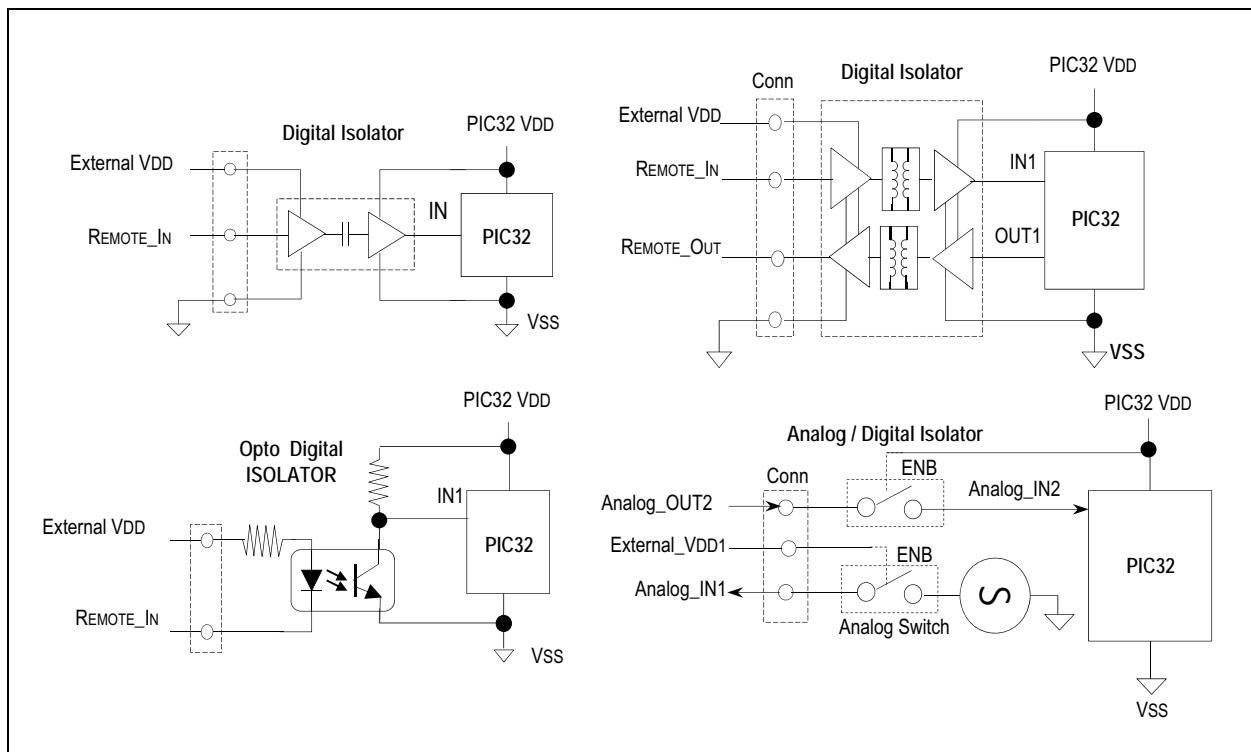 Digital Isolator
PIC32 VDD
External VDD
REMOTE_IN
IN
PIC32
VSS
Conn
Digital Isolator
PIC32 VDD
External VDD
REMOTE_IN
IN1
PIC32
REMOTE_OUT
OUT1
VSS
PIC32 VDD
Opto Digital
ISOLATOR
IN1
External VDD
PIC32
REMOTE_IN
VSS
PIC32 VDD
Analog / Digital Isolator
Conn
ENB
Analog_OUT2
Analog_IN2
External_VDD1
ENB
PIC32
Analog_IN1
S
Analog Switch
VSS